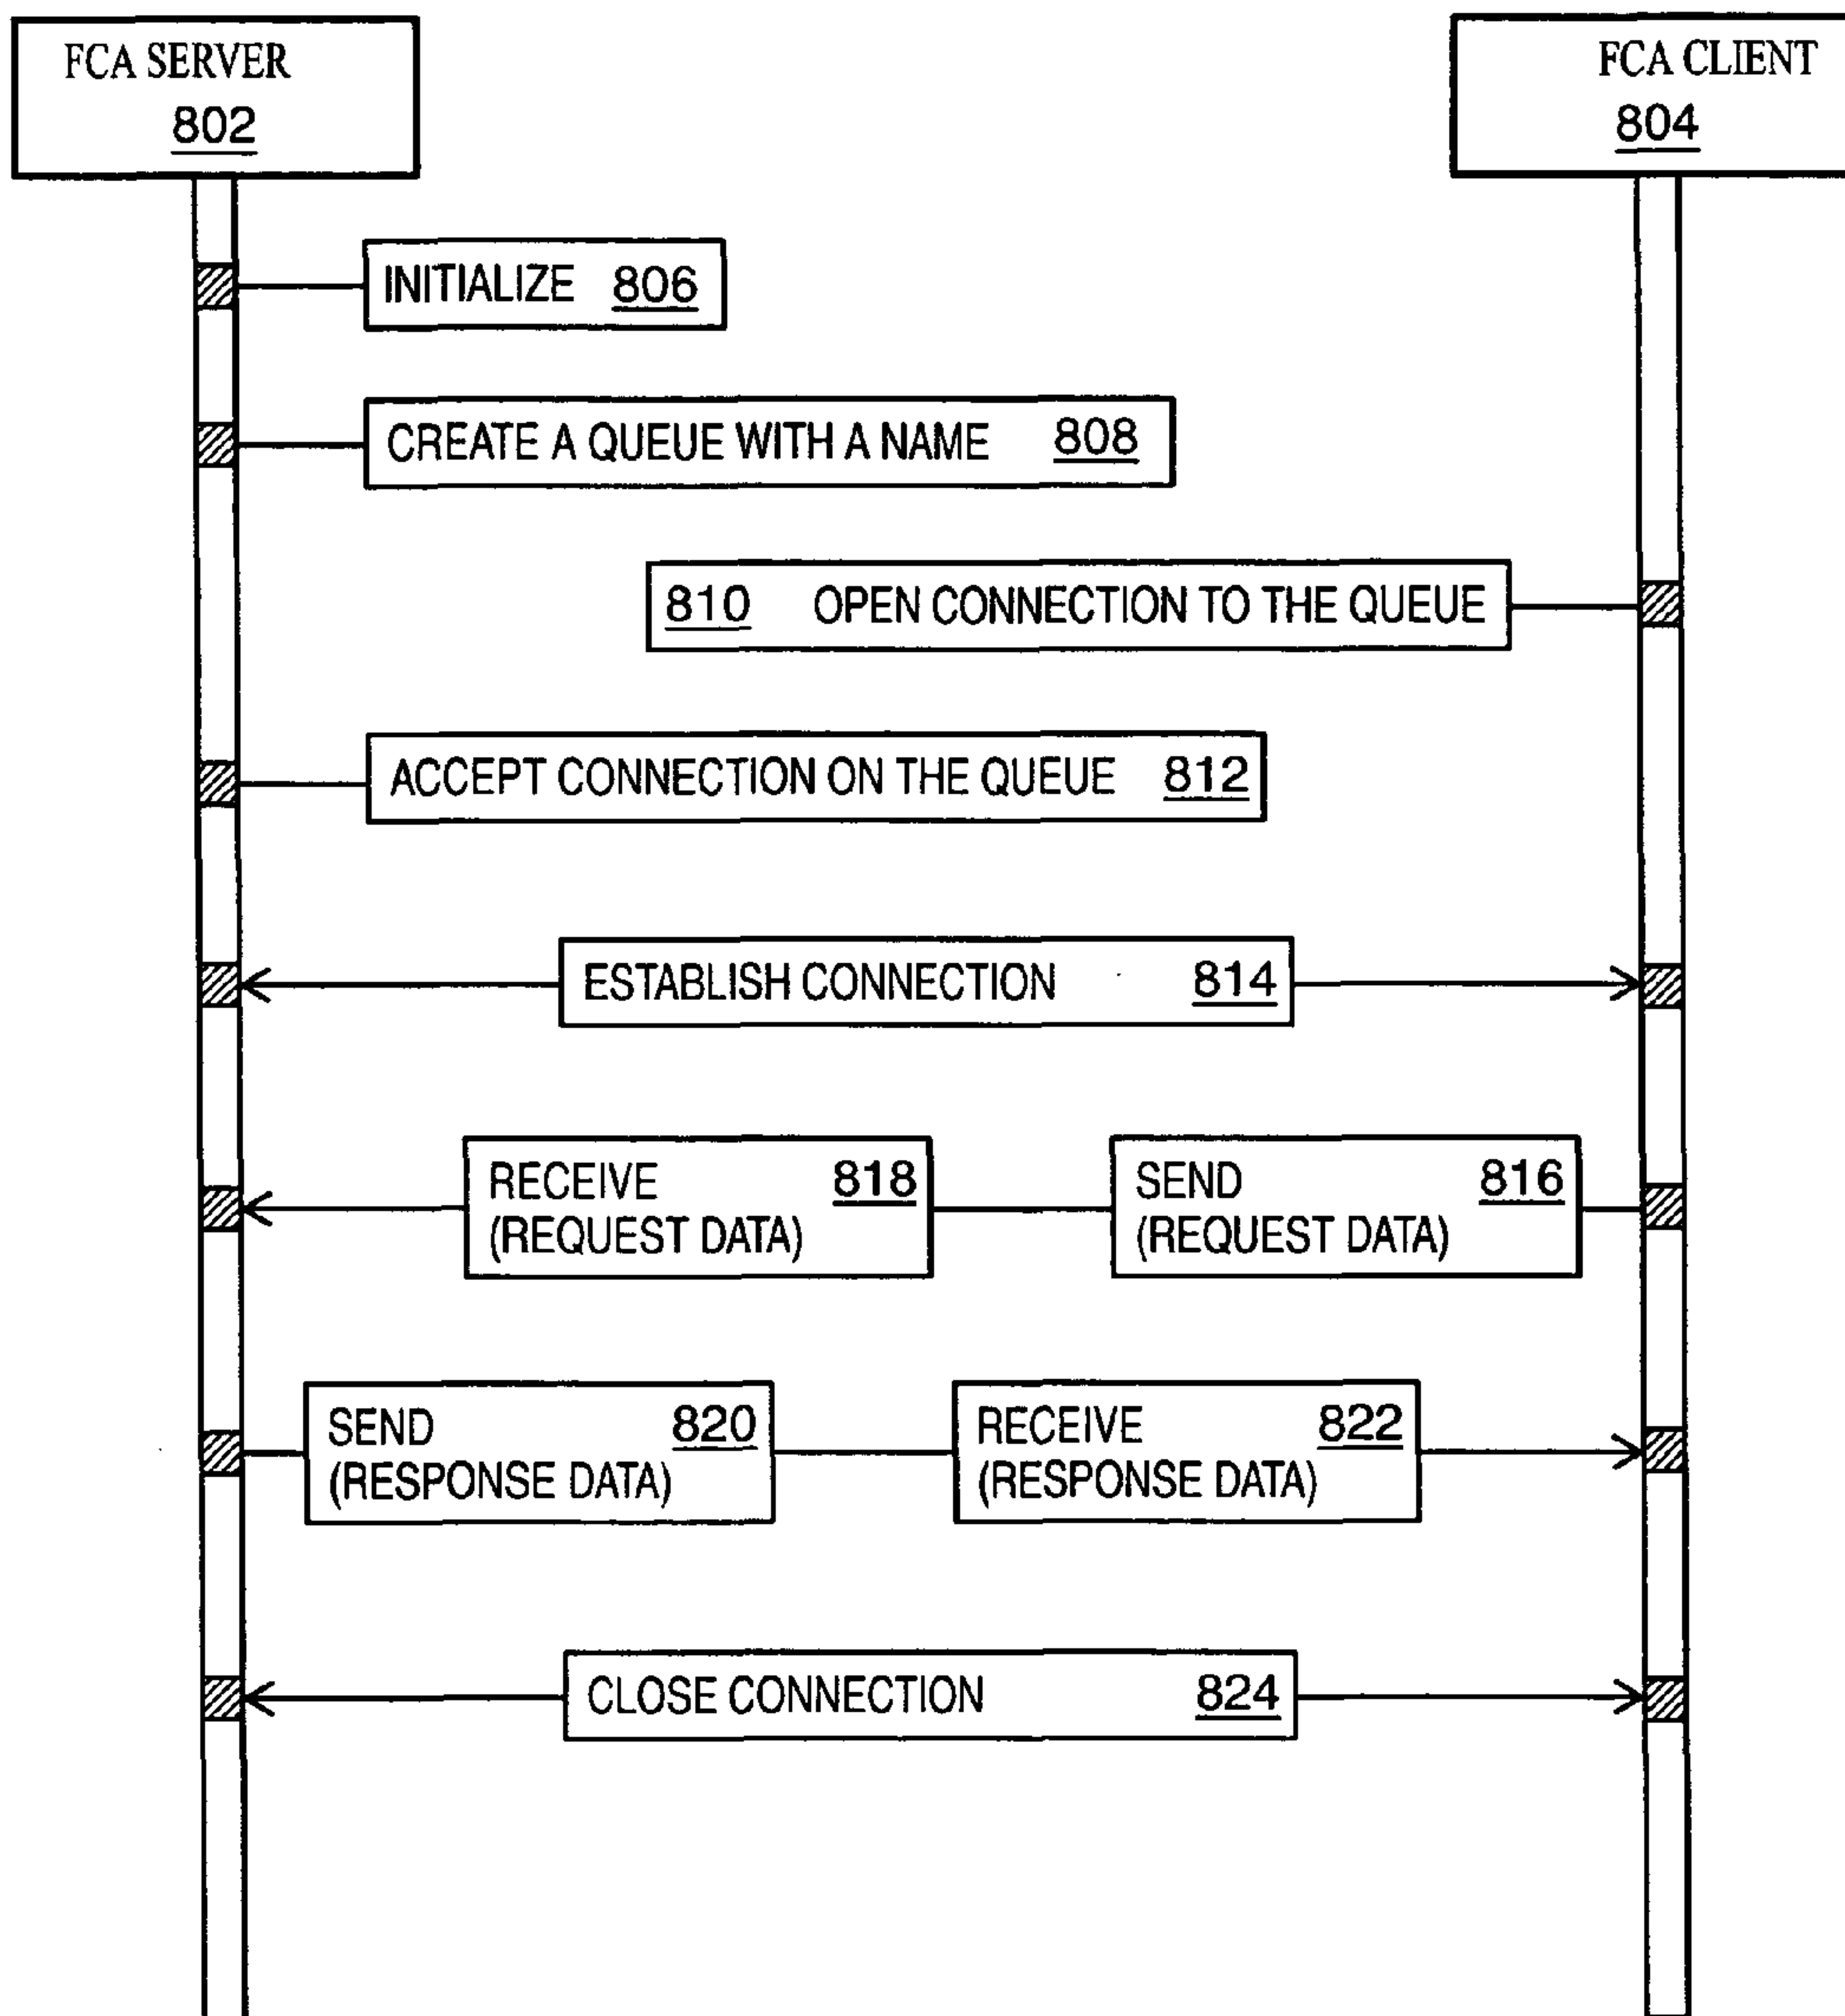 FCA SERVER
802
FCA CLIENT
804
INITIALIZE 806
CREATE A QUEUE WITH A NAME 808
810 OPEN CONNECTION TO THE QUEUE
ACCEPT CONNECTION ON THE QUEUE 812
ESTABLISH CONNECTION 814
RECEIVE 818
(REQUEST DATA)
SEND 816
(REQUEST DATA)
SEND 820
(RESPONSE DATA)
RECEIVE 822
(RESPONSE DATA)
CLOSE CONNECTION 824